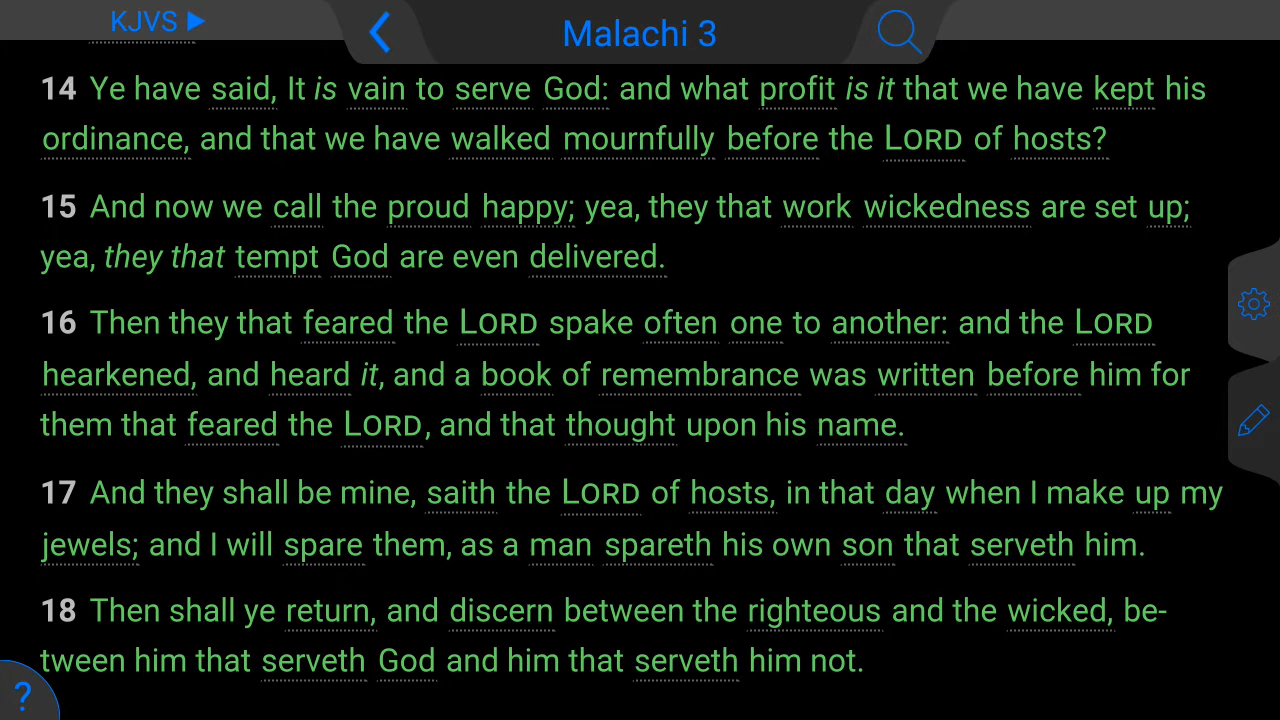 KJVS ▶
Malachi 3
14 Ye have said, It is vain to serve God: and what profit is it that we have kept his
ordinance, and that we have walked mournfully before the LORD of hosts?
15 And now we call the proud happy; yea, they that work wickedness are set up;
yea, they that tempt God are even delivered.
16 Then they that feared the LORD spake often one to another: and the LORD
hearkened, and heard it, and a book of remembrance was written before him for
them that feared the LORD, and that thought upon his name.
17 And they shall be mine, saith the LORD of hosts, in that day when I make up my
jewels; and I will spare them, as a man spareth his own son that serveth him.
18 Then shall ye return, and discern between the righteous and the wicked, be-
tween him that serveth God and him that serveth him not.
?